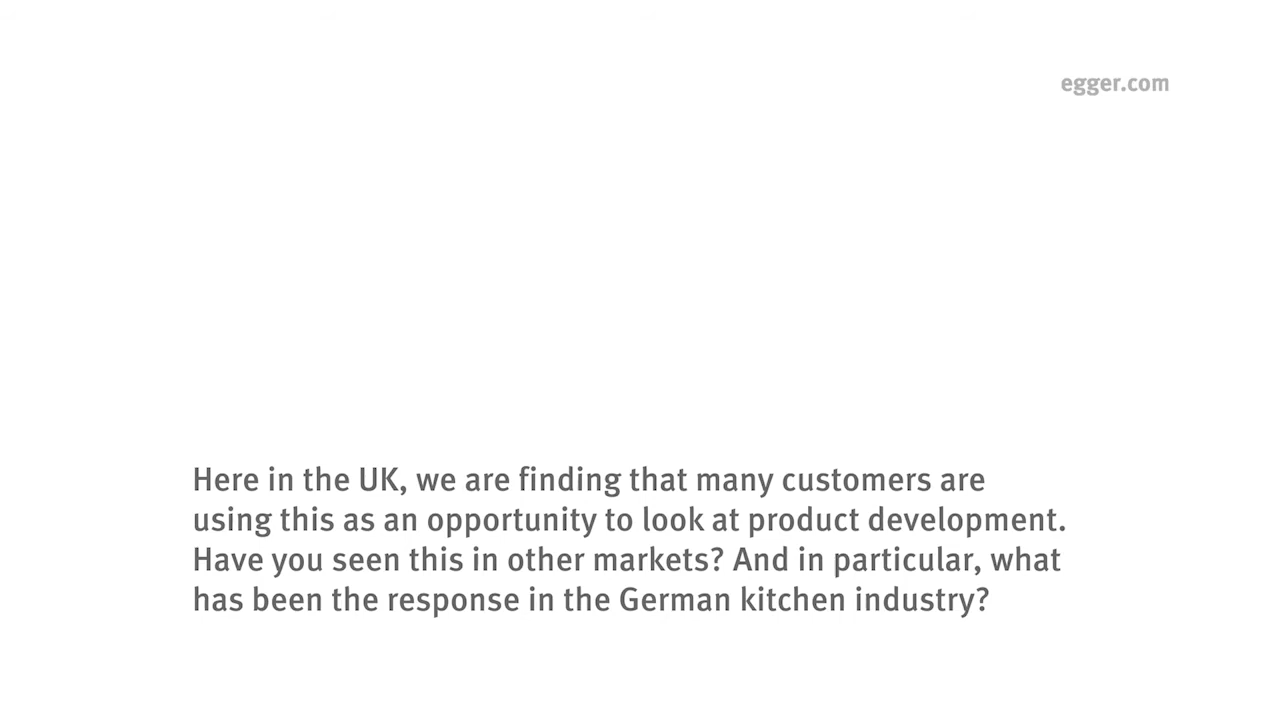 egger.com
Here in the UK, we are finding that many customers are
using this as an opportunity to look at product development.
Have you seen this in other markets? And in particular, what
has been the response in the German kitchen industry?